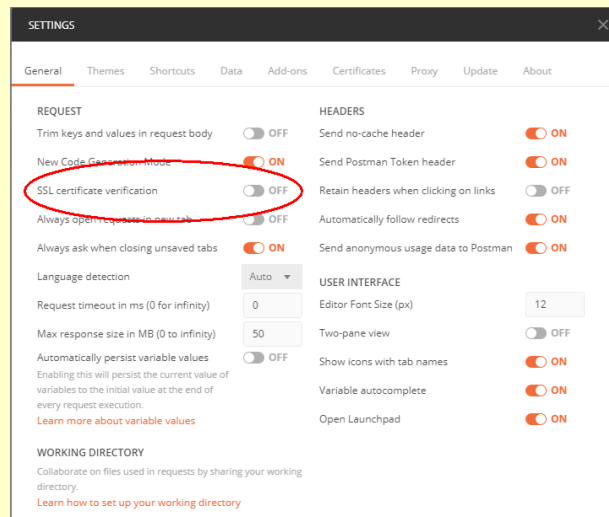 SETTINGS
General Themes Shortcuts Data Add-ons Certificates Proxy Update About
REQUEST
Trim keys and values in request body OFF
New Code Generation Mode ON
SSL certificate verification OFF
Always open requests in new tab OFF
Always ask when closing unsaved tabs ON
Language detection Auto
Request timeout in ms (0 for infinity) 0
Max response size in MB (0 to infinity) 50
Automatically persist variable values OFF
Enabling this will persist the current value of
variables to the initial value at the end of
every request execution.
Learn more about variable values
WORKING DIRECTORY
Collaborate on files used in requests by sharing your working
directory.
Learn how to set up your working directory
HEADERS
Send no-cache header ON
Send Postman Token header ON
Retain headers when clicking on links OFF
Automatically follow redirects ON
Send anonymous usage data to Postman ON
USER INTERFACE
Editor Font Size (px) 12
Two-pane view OFF
Show icons with tab names ON
Variable autocomplete ON
Open Launchpad ON